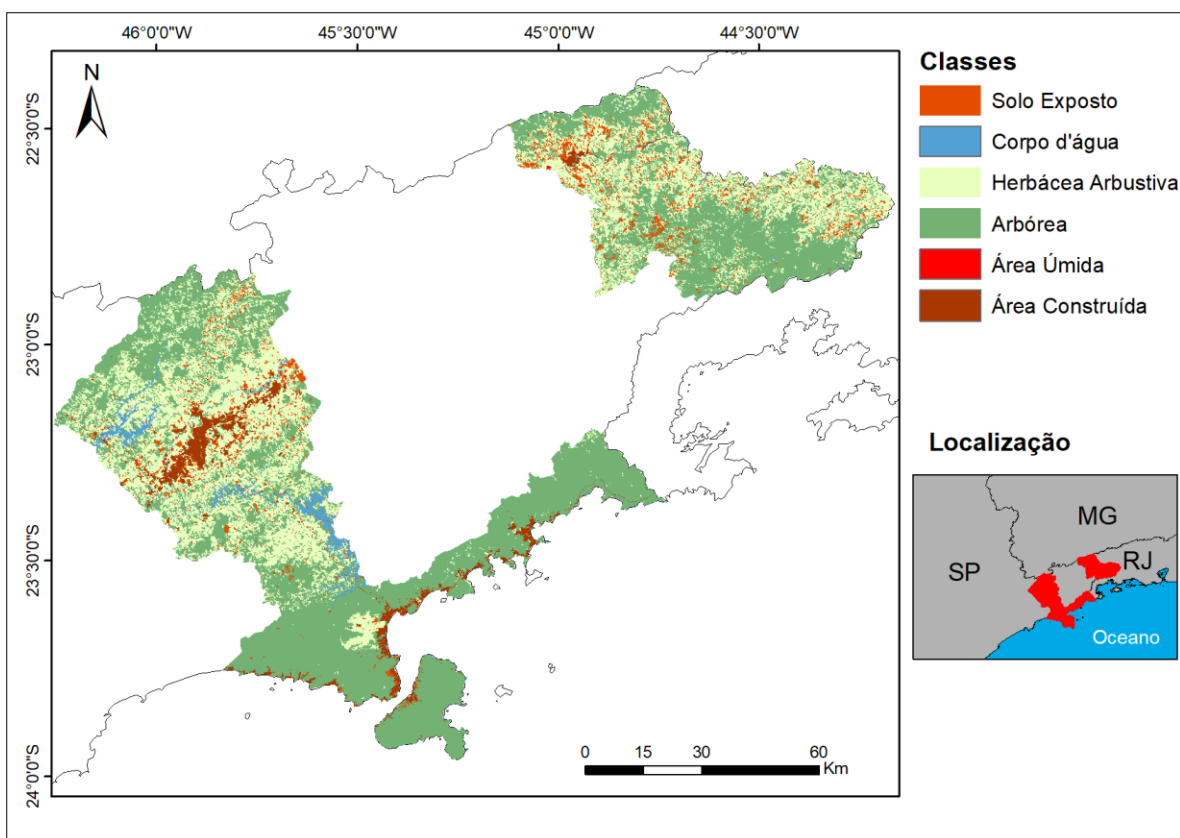 46°0'0"W
45°30'0"W
45°0'0"W
44°30'0"W
N
22°30'0"S
23°0'0"S
23°30'0"S
24°0'0"S
0
15
30
60
Km
Classes
Solo Exposto
Corpo d'água
Herbácea Arbustiva
Arbórea
Área Úmida
Área Construída
Localização
MG
SP
RJ
Oceano